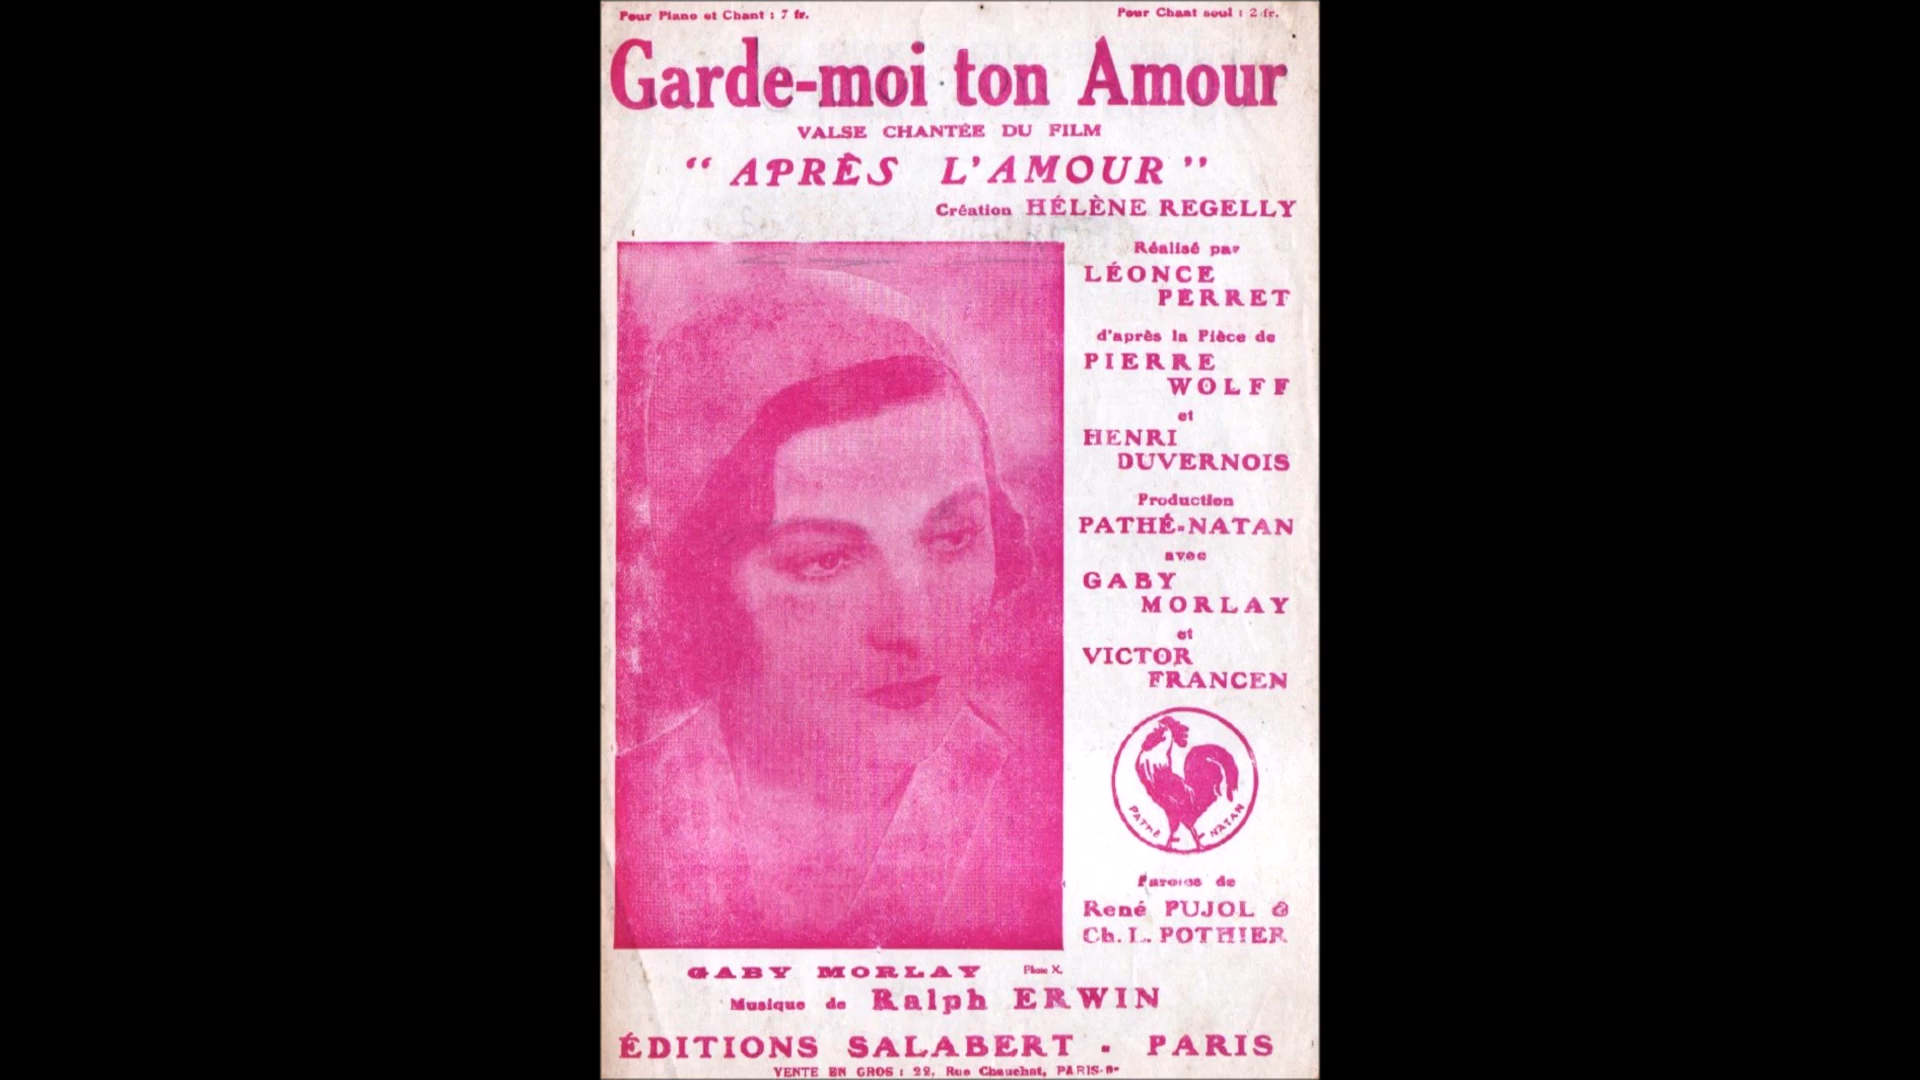 Pour Piano et Chant : 7 fr.
Pour Chant seul : 2 fr.
Garde-moi ton Amour
VALSE CHANTÉE DU FILM
“ APRÈS L’AMOUR ”
Création HÉLÈNE REGELLY
Réalisé par
LÉONCE
PERRET
d'après la Pièce de
PIERRE
WOLFF
et
HENRI
DUVERNOIS
Production
PATHÉ-NATAN
avec
GABY
MORLAY
et
VICTOR
FRANCEN
PATHÉ NATAN
Paroles de
René PUJOL &
Ch. L. POTHIER
GABY MORLAY
Photo X.
Musique de Ralph ERWIN
ÉDITIONS SALABERT - PARIS
VENTE EN GROS : 22, Rue Chauchat, PARIS-9e